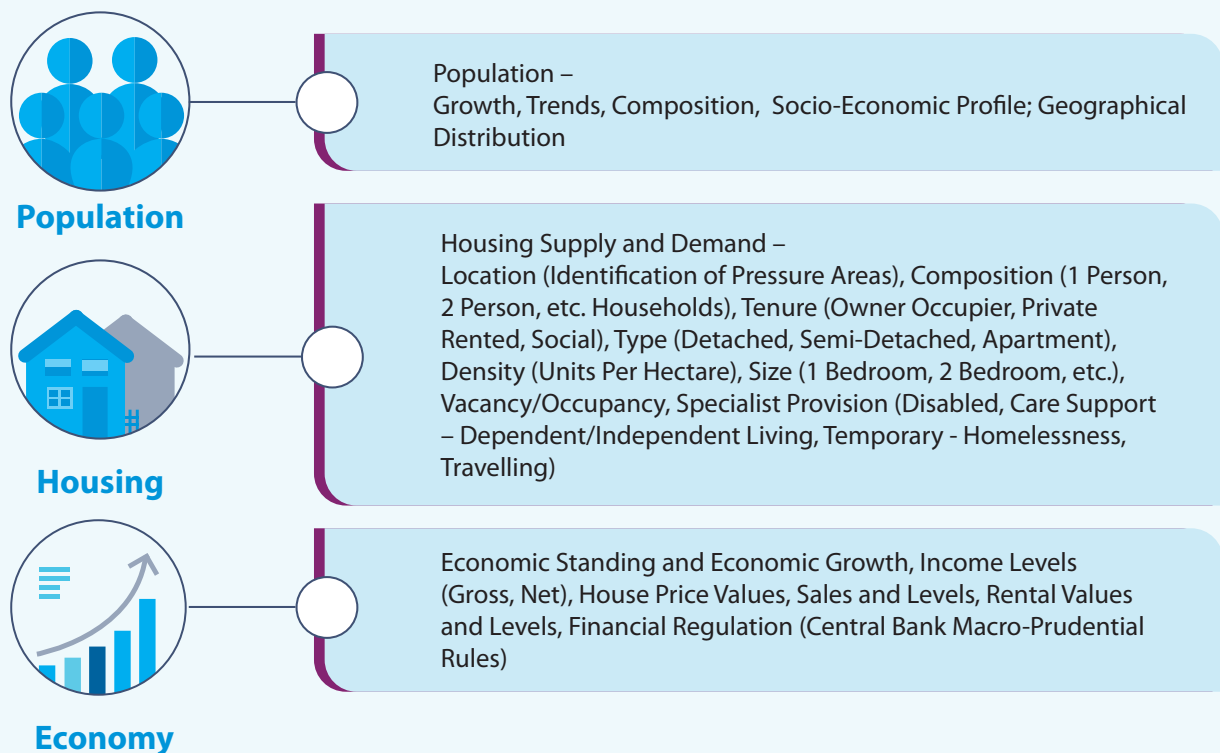 Population –
Growth, Trends, Composition,  Socio-Economic Profile; Geographical
Distribution
Population
Housing Supply and Demand –
Location (Identification of Pressure Areas), Composition (1 Person,
2 Person, etc. Households), Tenure (Owner Occupier, Private
Rented, Social), Type (Detached, Semi-Detached, Apartment),
Density (Units Per Hectare), Size (1 Bedroom, 2 Bedroom, etc.),
Vacancy/Occupancy, Specialist Provision (Disabled, Care Support
– Dependent/Independent Living, Temporary - Homelessness,
Travelling)
Housing
Economic Standing and Economic Growth, Income Levels
(Gross, Net), House Price Values, Sales and Levels, Rental Values
and Levels, Financial Regulation (Central Bank Macro-Prudential
Rules)
Economy